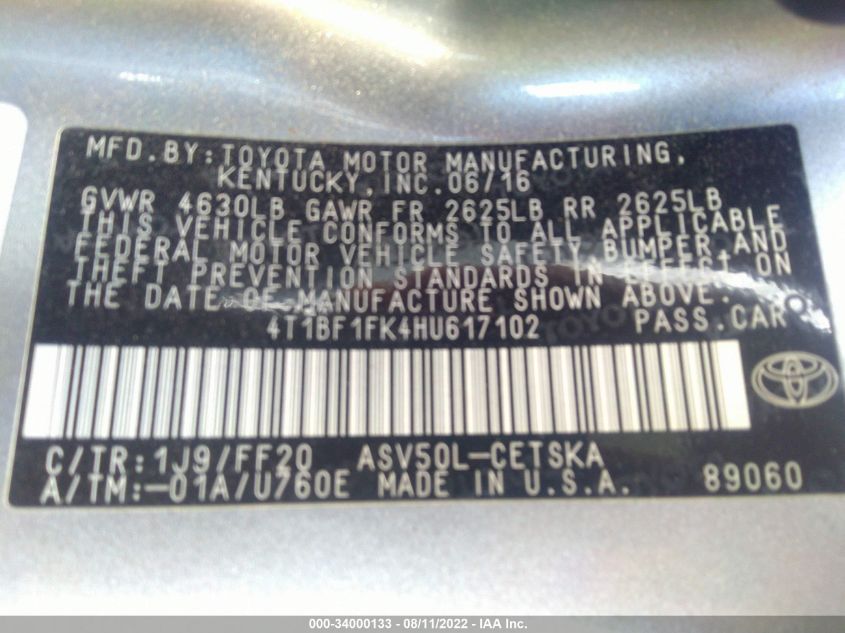 MFD.BY:TOYOTA MOTOR MANUFACTURING,
KENTUCKY,INC.06/16
GVWR 4630LB GAWR FR 2625LB RR 2625LB
THIS VEHICLE CONFORMS TO ALL APPLICABLE
FEDERAL MOTOR VEHICLE SAFETY, BUMPER AND
THEFT PREVENTION STANDARDS IN EFFECT ON
THE DATE OF MANUFACTURE SHOWN ABOVE.
4T1BF1FK4HU617102 PASS.CAR
C/TR:1J9/FF20 ASV50L-CETSKA
A/TM:-01A/U760E MADE IN U.S.A. 89060
000-34000133 - 08/11/2022 - IAA Inc.